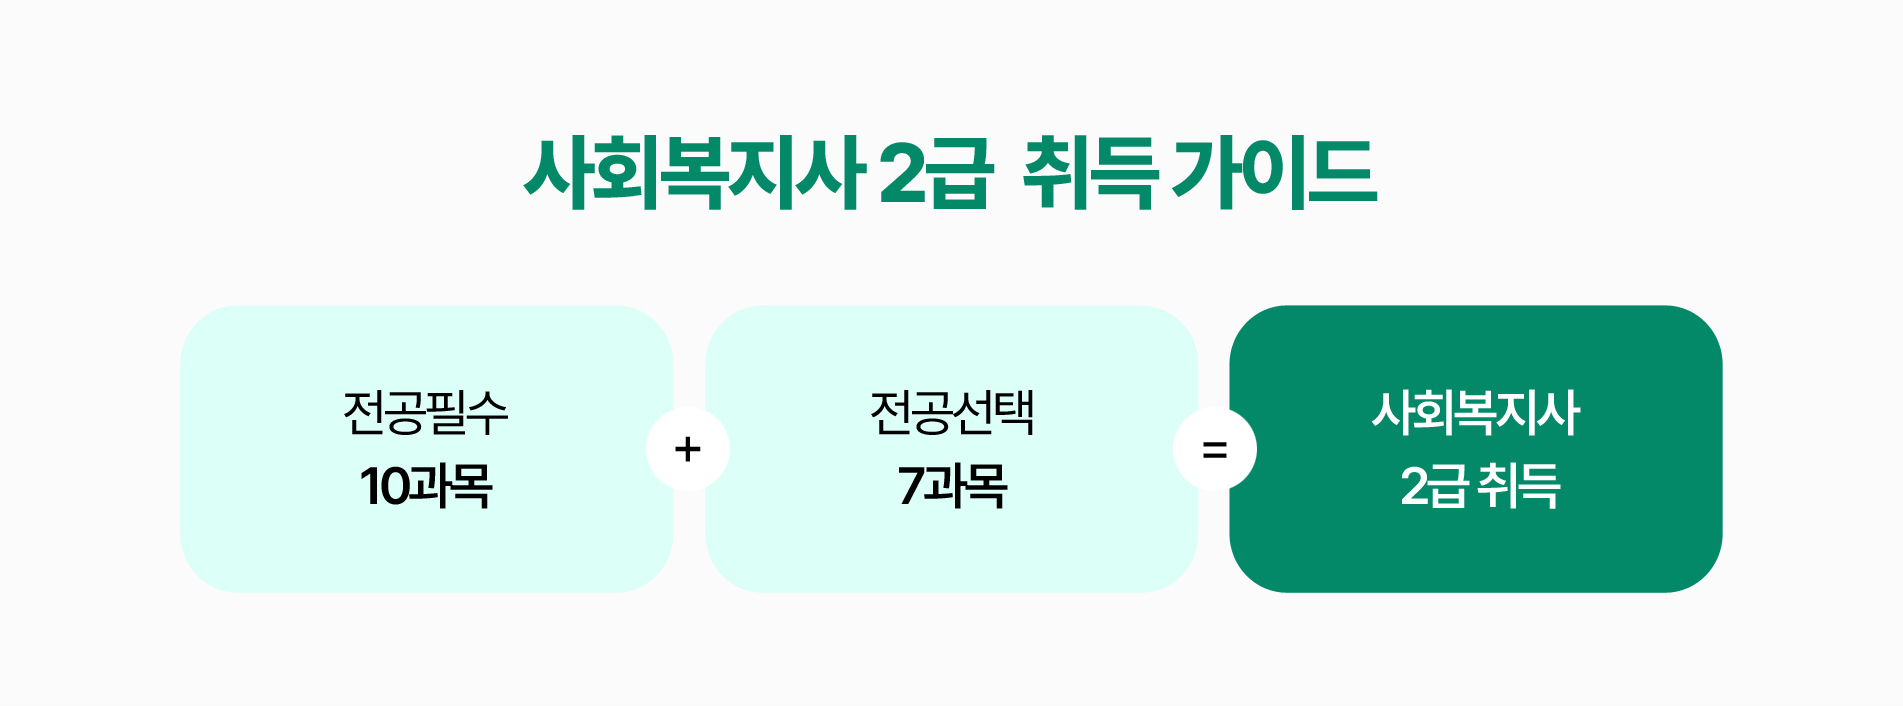 사회복지사 2급 취득 가이드
전공필수
10과목
+
전공선택
7과목
=
사회복지사
2급 취득